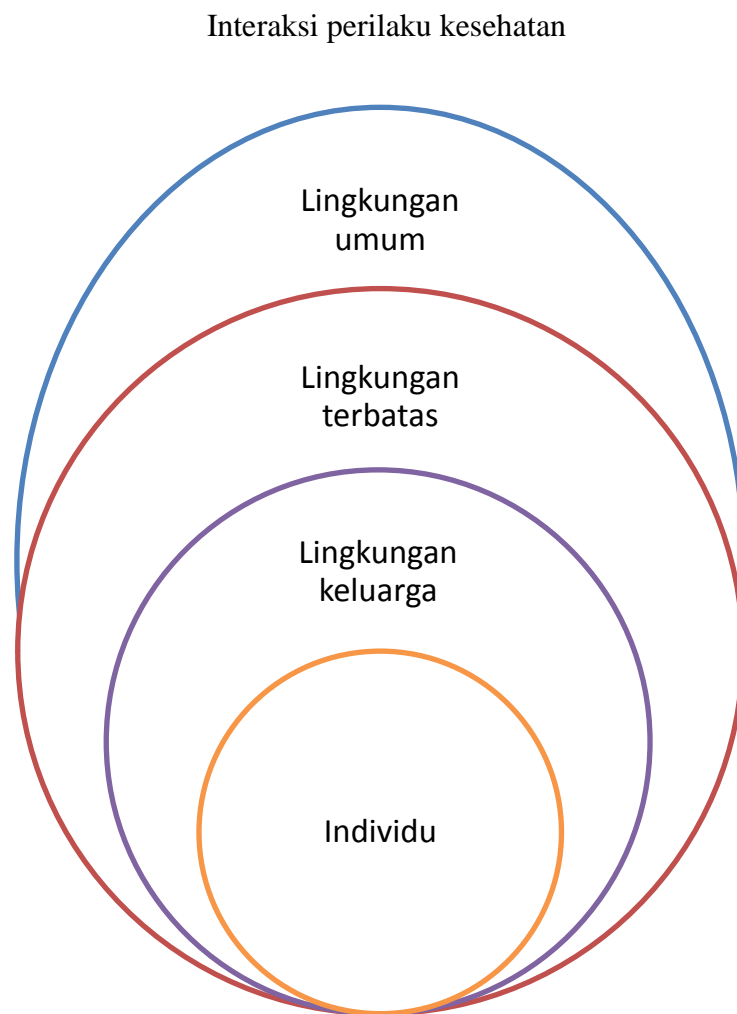 Interaksi perilaku kesehatan
Lingkungan
umum
Lingkungan
terbatas
Lingkungan
keluarga
Individu